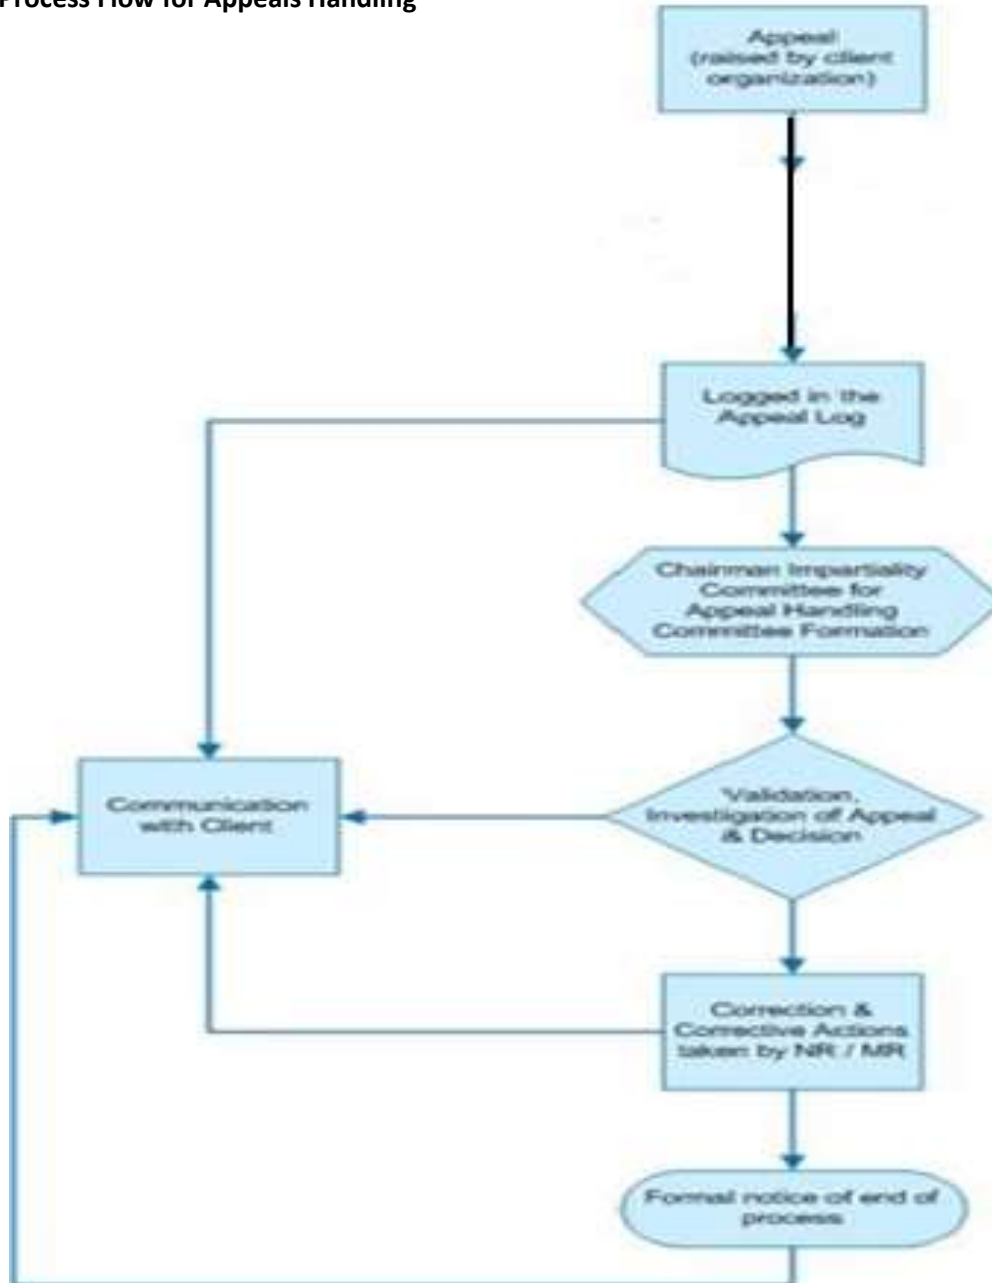 Process Flow for Appeals Handling
Appeal
(raised by client
organization)
Logged in the
Appeal Log
Chairman Impartiality
Committee for
Appeal Handling
Committee Formation
Communication
with Client
Validation,
Investigation of Appeal
& Decision
Correction &
Corrective Actions
taken by NR / MR
Formal notice of end of
process